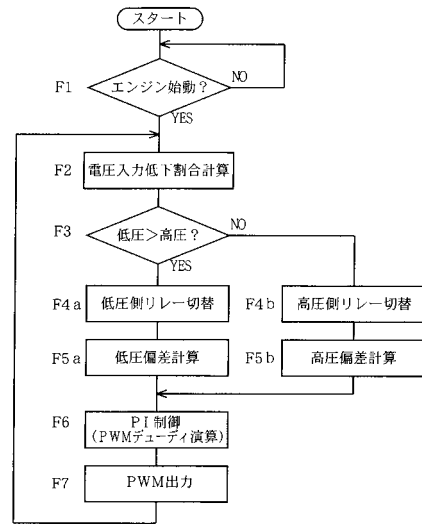 スタート
F1
エンジン始動?
NO
YES
F2
電圧入力低下割合計算
F3
低圧>高圧?
NO
YES
F4a
低圧側リレー切替
F4b
高圧側リレー切替
F5a
低圧偏差計算
F5b
高圧偏差計算
F6
PI制御
(PWMデューディ演算)
F7
PWM出力